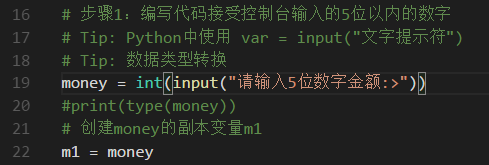 16 # 步骤1：编写代码接受控制台输入的5位以内的数字
17 # Tip: Python中使用 var = input("文字提示符")
18 # Tip: 数据类型转换
19 money = int(input("请输入5位数字金额:>"))
20 #print(type(money))
21 # 创建money的副本变量m1
22 m1 = money